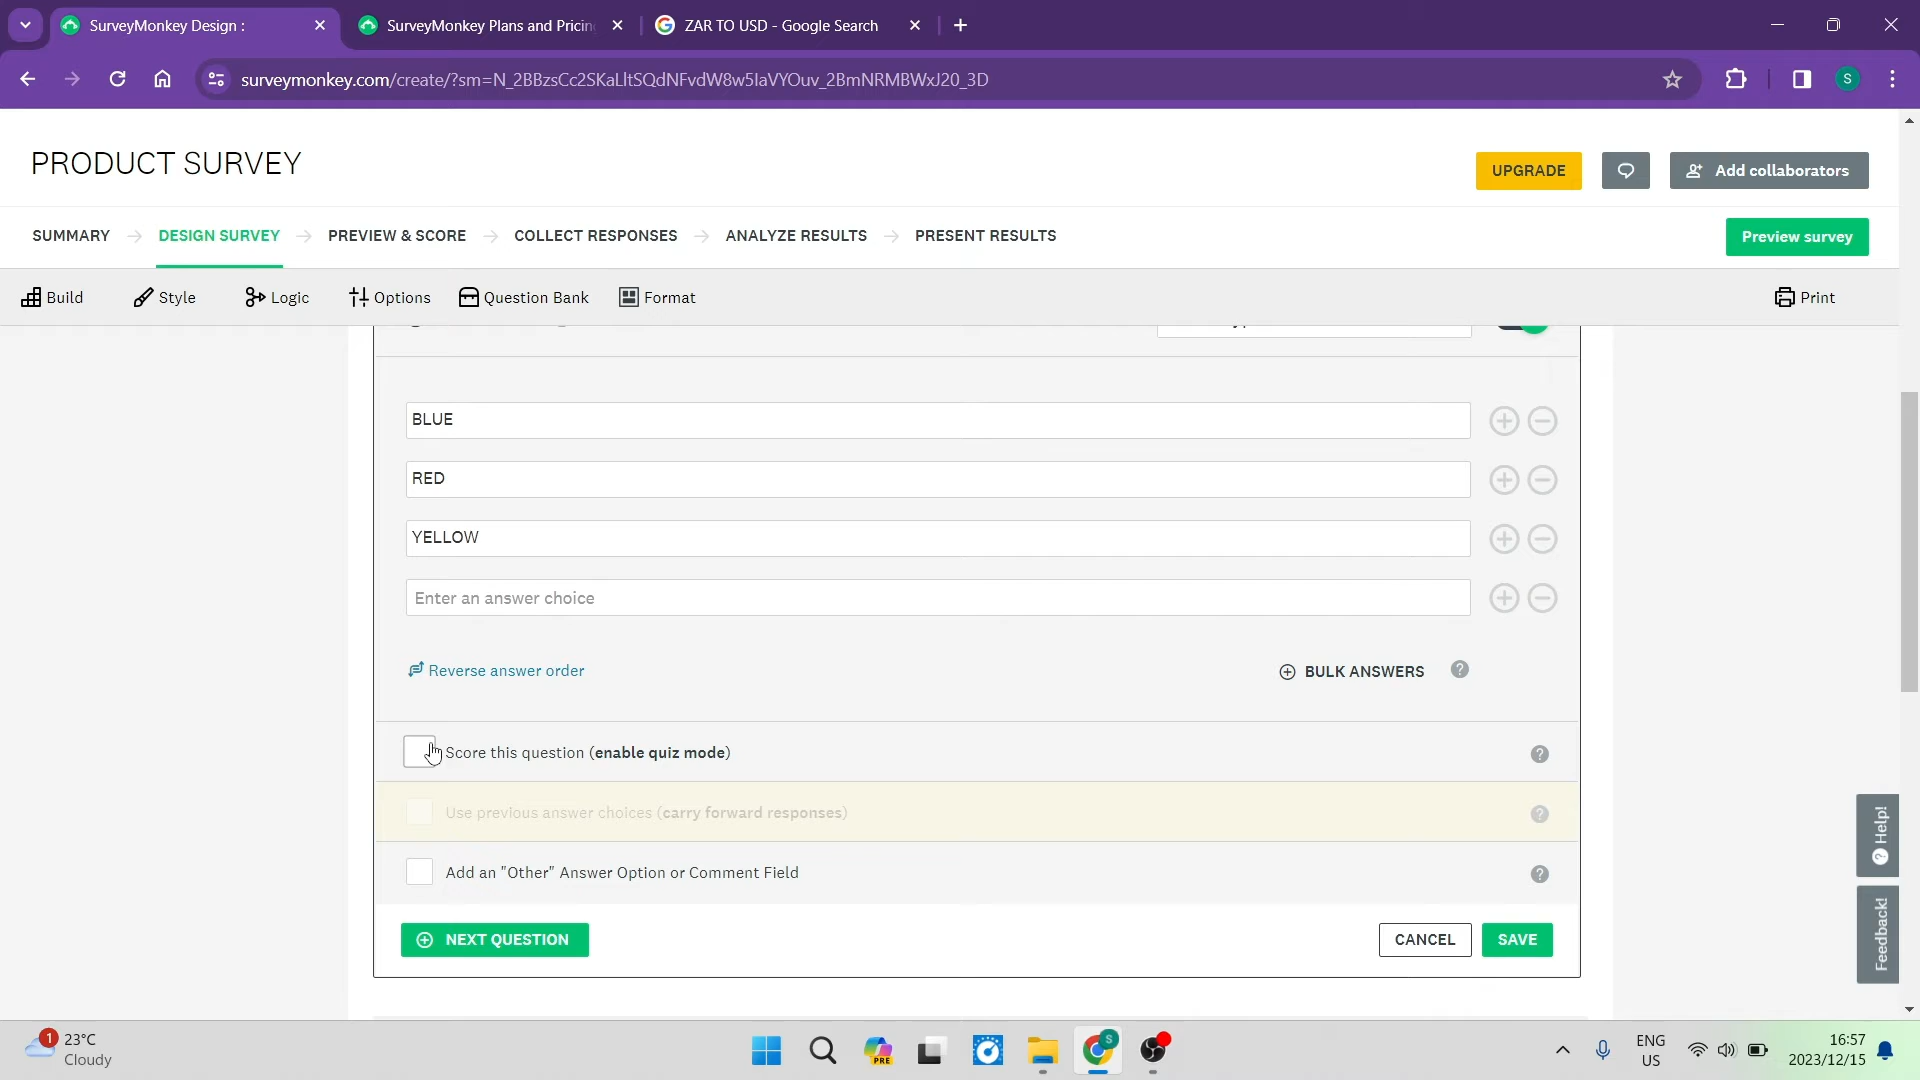 SurveyMonkey Design :
SurveyMonkey Plans and Pricin
ZAR TO USD - Google Search
surveymonkey.com/create/?sm=N_2BBzsCc2SKaLltSQdNFvdW8w5IaVYOuv_2BmNRMBWxJ20_3D
S
PRODUCT SURVEY
UPGRADE
Add collaborators
SUMMARY
DESIGN SURVEY
PREVIEW & SCORE
COLLECT RESPONSES
ANALYZE RESULTS
PRESENT RESULTS
Preview survey
Build
Style
Logic
Options
Question Bank
Format
Print
BLUE
RED
YELLOW
Enter an answer choice
Reverse answer order
BULK ANSWERS
?
Score this question (enable quiz mode)
?
Use previous answer choices (carry forward responses)
?
Add an "Other" Answer Option or Comment Field
?
NEXT QUESTION
CANCEL
SAVE
? Help!
Feedback!
1
23°C
Cloudy
PRE
S
ENG
US
16:57
2023/12/15